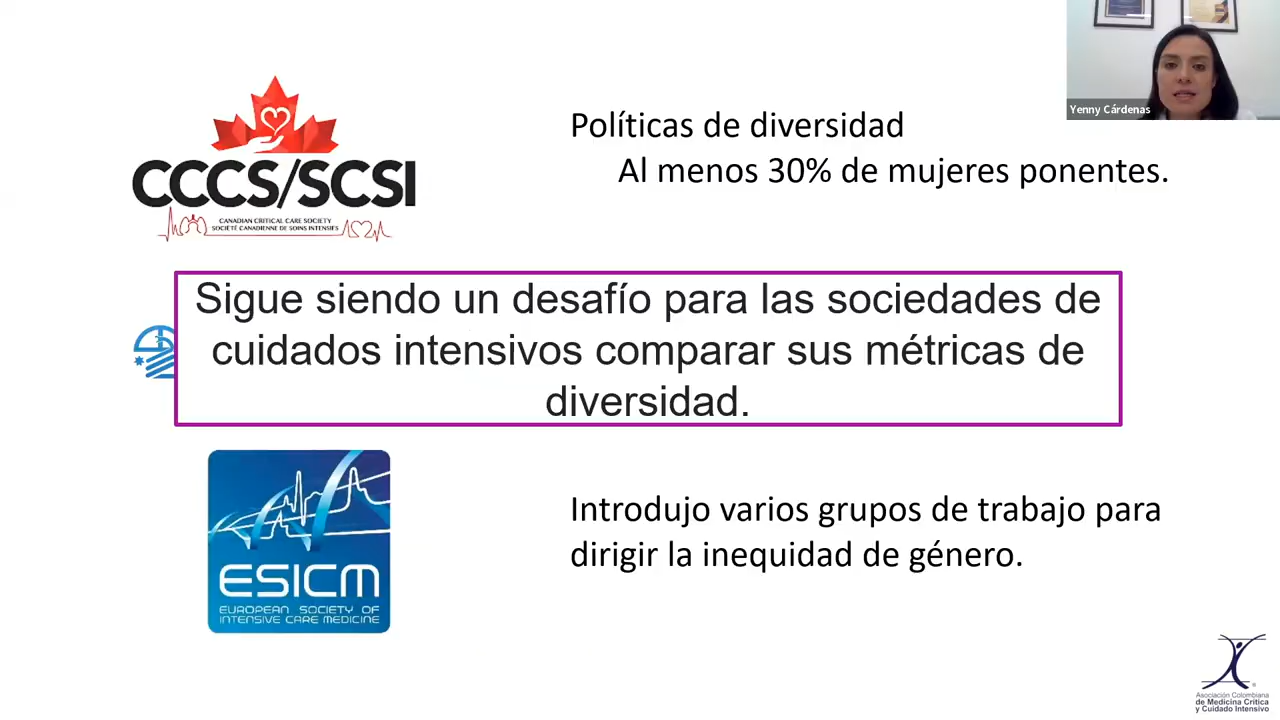 Yenny Cárdenas
CCCS/SCSI
CANADIAN CRITICAL CARE SOCIETY
SOCIÉTÉ CANADIENNE DE SOINS INTENSIFS
Políticas de diversidad
Al menos 30% de mujeres ponentes.
Sigue siendo un desafío para las sociedades de
cuidados intensivos comparar sus métricas de
diversidad.
ESICM
EUROPEAN SOCIETY OF
INTENSIVE CARE MEDICINE
Introdujo varios grupos de trabajo para
dirigir la inequidad de género.
Asociación Colombiana
de Medicina Crítica
y Cuidado Intensivo